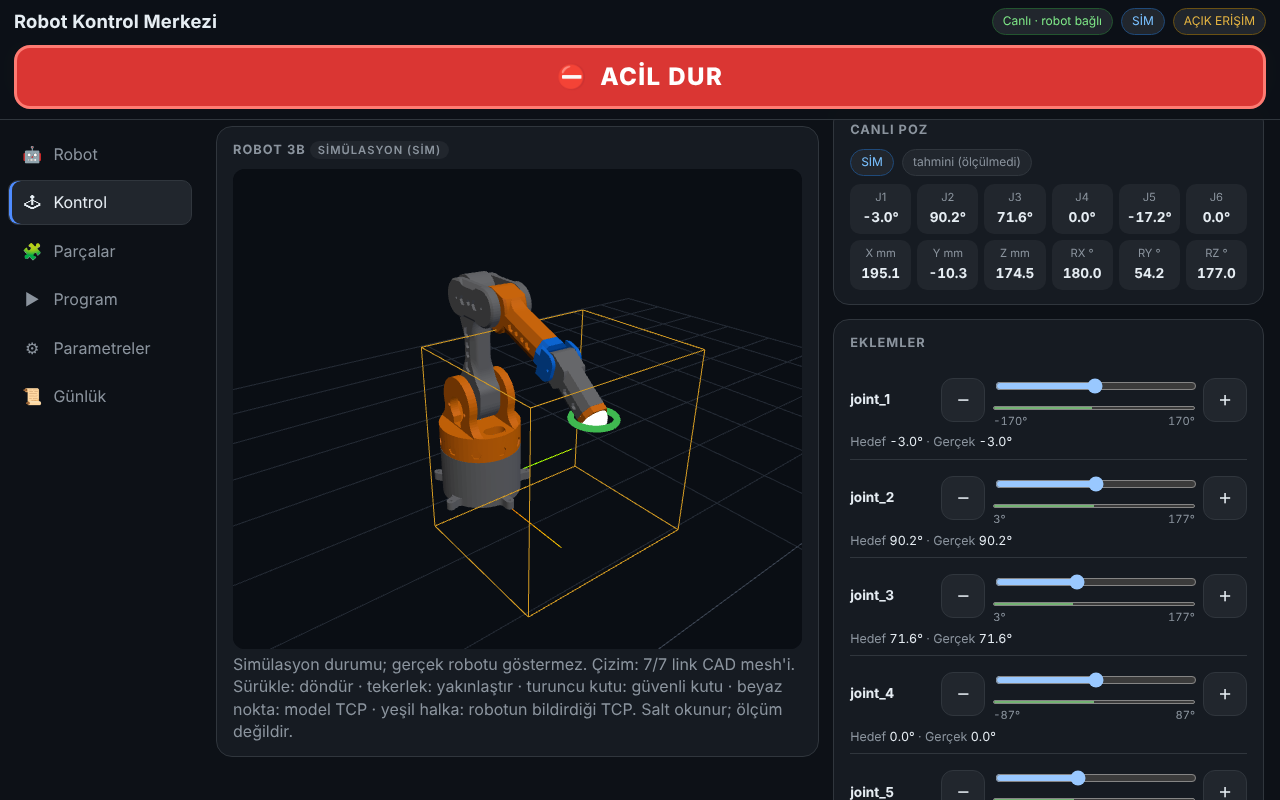 Robot Kontrol Merkezi
Canlı · robot bağlı
SİM
AÇIK ERİŞİM
ACİL DUR
Robot
Kontrol
Parçalar
Program
Parametreler
Günlük
ROBOT 3B SİMÜLASYON (SİM)
Simülasyon durumu; gerçek robotu göstermez. Çizim: 7/7 link CAD mesh'i.
Sürükle: döndür · tekerlek: yakınlaştır · turuncu kutu: güvenli kutu · beyaz
nokta: model TCP · yeşil halka: robotun bildirdiği TCP. Salt okunur; ölçüm
değildir.
CANLI POZ
SİM tahmini (ölçülmedi)
J1 J2 J3 J4 J5 J6
-3.0° 90.2° 71.6° 0.0° -17.2° 0.0°
X mm Y mm Z mm RX ° RY ° RZ °
195.1 -10.3 174.5 180.0 54.2 177.0
EKLEMLER
joint_1 − +
-170° 170°
Hedef -3.0° · Gerçek -3.0°
joint_2 − +
3° 177°
Hedef 90.2° · Gerçek 90.2°
joint_3 − +
3° 177°
Hedef 71.6° · Gerçek 71.6°
joint_4 − +
-87° 87°
Hedef 0.0° · Gerçek 0.0°
joint_5 − +